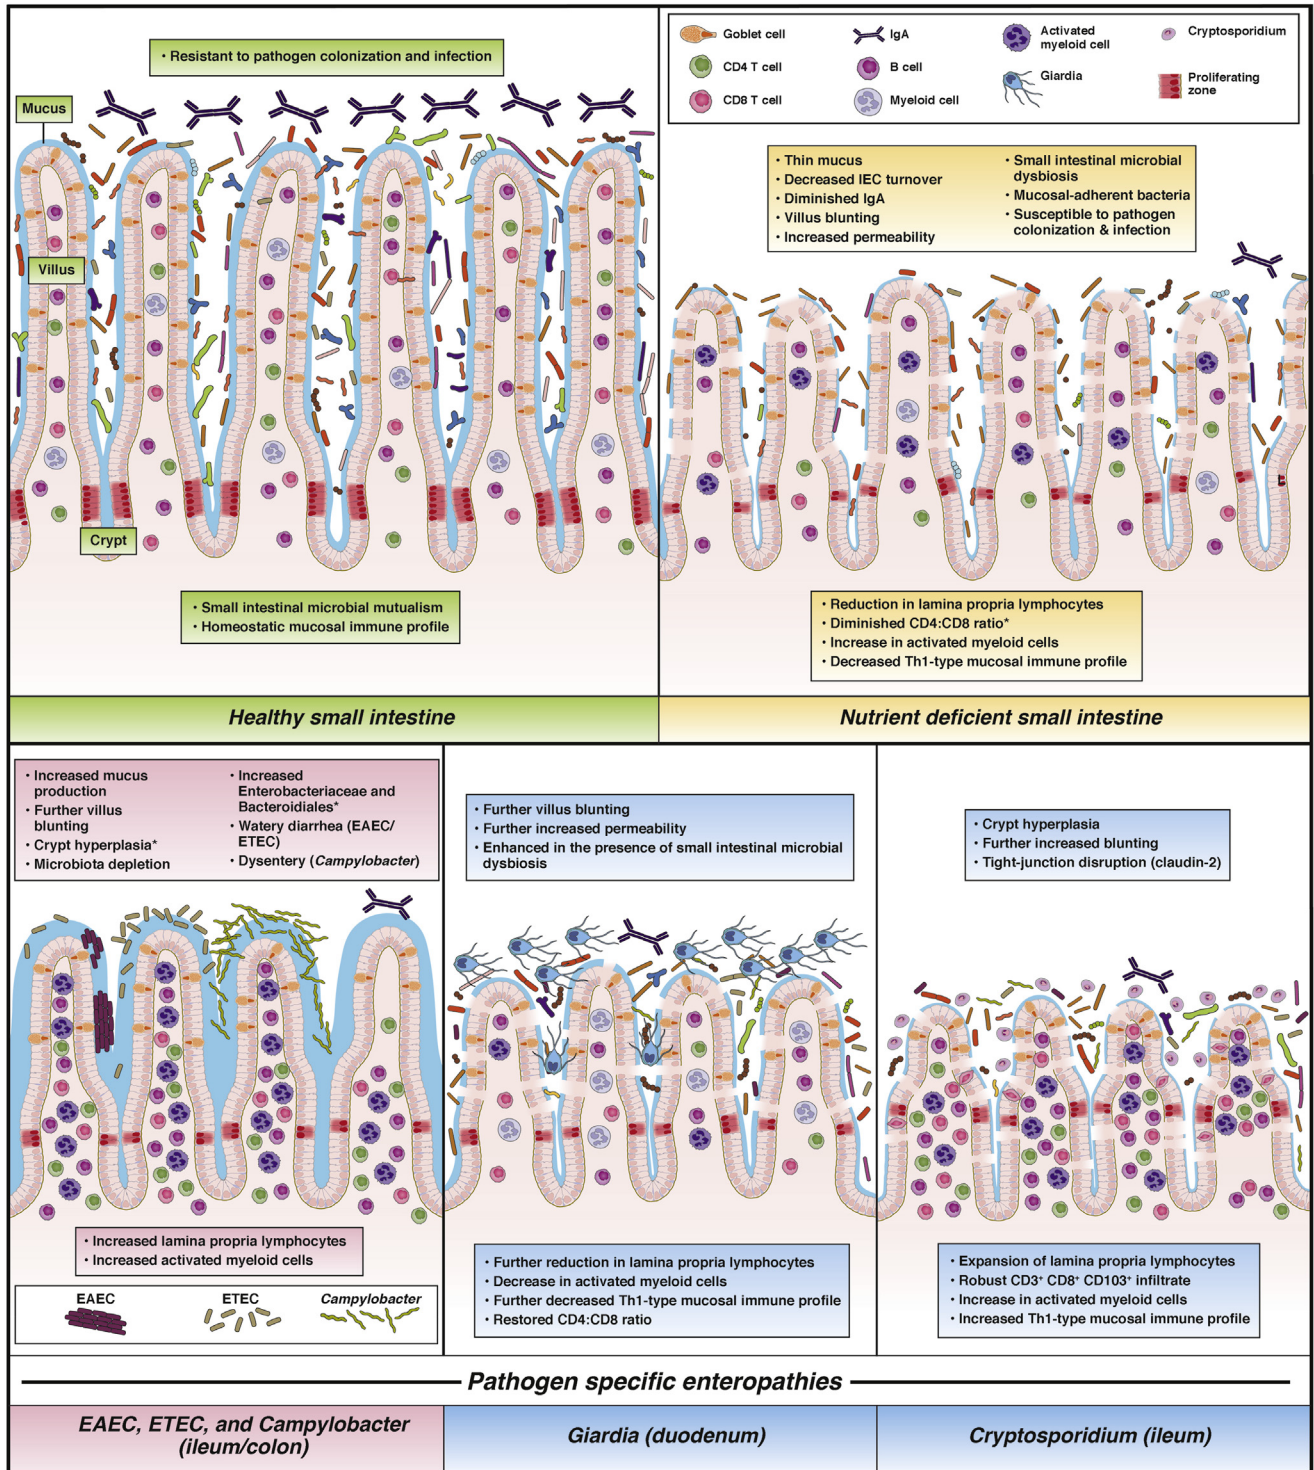 • Resistant to pathogen colonization and infection
Mucus
Villus
Crypt
• Small intestinal microbial mutualism
• Homeostatic mucosal immune profile
Healthy small intestine
Goblet cell
CD4 T cell
CD8 T cell
IgA
B cell
Myeloid cell
Activated
myeloid cell
Giardia
Cryptosporidium
Proliferating
zone
• Thin mucus
• Decreased IEC turnover
• Diminished IgA
• Villus blunting
• Increased permeability
• Small intestinal microbial
dysbiosis
• Mucosal-adherent bacteria
• Susceptible to pathogen
colonization & infection
• Reduction in lamina propria lymphocytes
• Diminished CD4:CD8 ratio*
• Increase in activated myeloid cells
• Decreased Th1-type mucosal immune profile
Nutrient deficient small intestine
• Increased mucus
production
• Further villus
blunting
• Crypt hyperplasia*
• Microbiota depletion
• Increased
Enterobacteriaceae and
Bacteroidiales*
• Watery diarrhea (EAEC/
ETEC)
• Dysentery (Campylobacter)
• Increased lamina propria lymphocytes
• Increased activated myeloid cells
EAEC
ETEC
Campylobacter
• Further villus blunting
• Further increased permeability
• Enhanced in the presence of small intestinal microbial
dysbiosis
• Further reduction in lamina propria lymphocytes
• Decrease in activated myeloid cells
• Further decreased Th1-type mucosal immune profile
• Restored CD4:CD8 ratio
• Crypt hyperplasia
• Further increased blunting
• Tight-junction disruption (claudin-2)
• Expansion of lamina propria lymphocytes
• Robust CD3⁺ CD8⁺ CD103⁺ infiltrate
• Increase in activated myeloid cells
• Increased Th1-type mucosal immune profile
Pathogen specific enteropathies
EAEC, ETEC, and Campylobacter
(ileum/colon)
Giardia (duodenum)
Cryptosporidium (ileum)